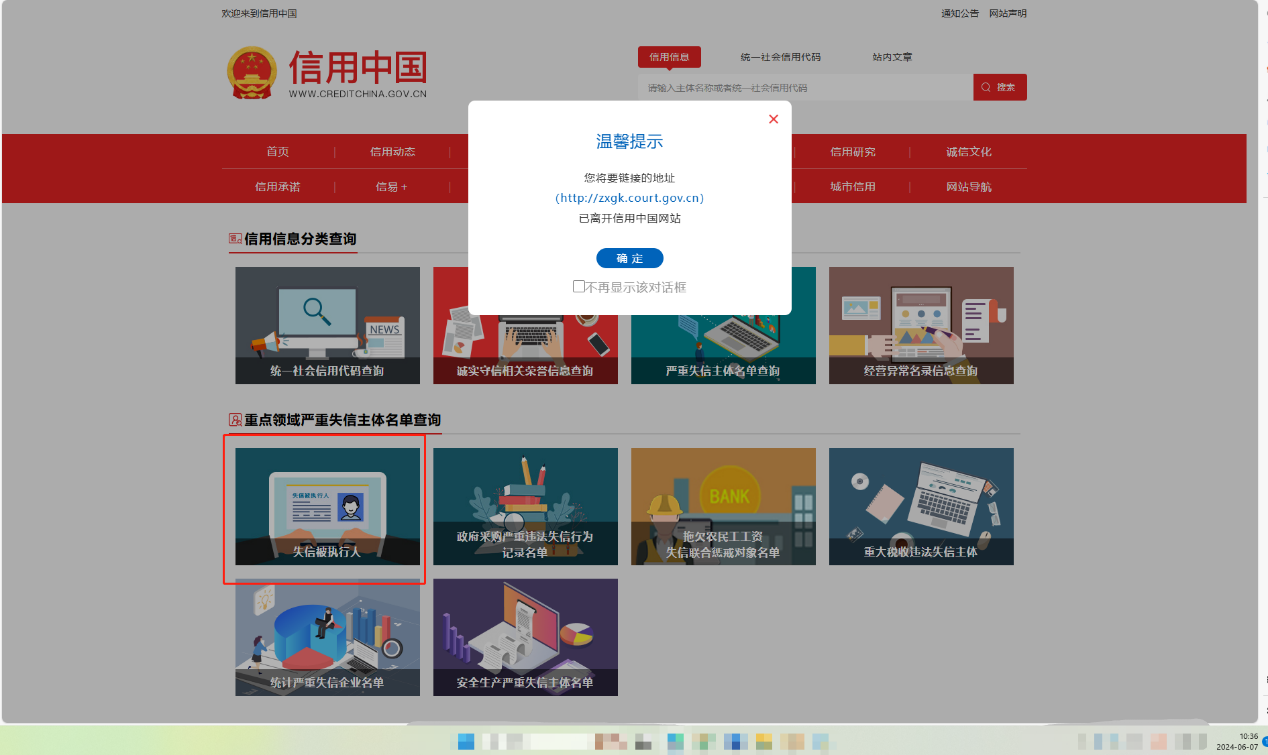 欢迎来到信用中国
通知公告 网站声明
信用中国
WWW.CREDITCHINA.GOV.CN
信用信息 统一社会信用代码 站内文章
请输入主体名称或者统一社会信用代码
搜索
温馨提示
您将要链接的地址
(http://zxgk.court.gov.cn)
已离开信用中国网站
确 定
不再显示该对话框
首页 | 信用动态 | | 信用研究 | 诚信文化
信用承诺 | 信易+ | | 城市信用 | 网站导航
信用信息分类查询
NEWS
统一社会信用代码查询
诚实守信相关荣誉信息查询
BANK
严重失信主体名单查询
经营异常名录信息查询
重点领域严重失信主体名单查询
失信被执行人
失信被执行人
政府采购严重违法失信行为
记录名单
BANK
拖欠农民工工资
失信联合惩戒对象名单
重大税收违法失信主体
统计严重失信企业名单
安全生产严重失信主体名单
10:36
2024-06-07